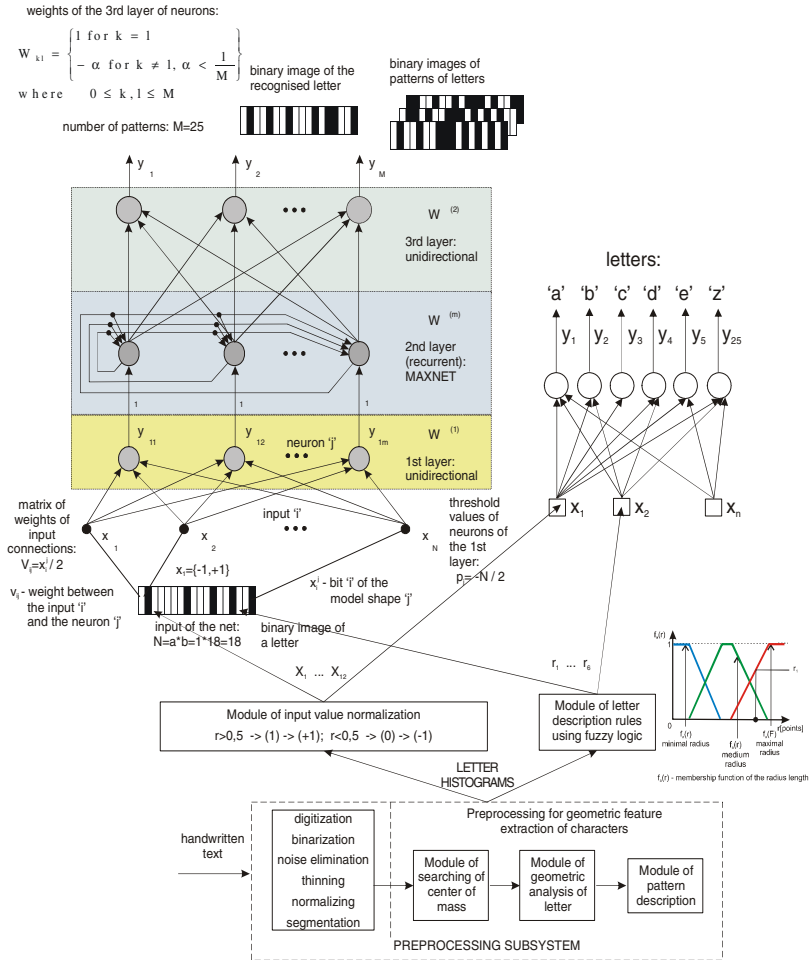 weights of the 3rd layer of neurons:
W kl = { 1 for k = l
− α for k ≠ l, α < 1/M }
where 0 ≤ k, l ≤ M
number of patterns: M=25
binary image of the
recognised letter
binary images of
patterns of letters
y 1
y 2
y M
W (2)
3rd layer:
unidirectional
W (m)
2nd layer
(recurrent):
MAXNET
1
1
1
y 11
y 12
neuron ‘j’
y 1m
W (1)
1st layer:
unidirectional
letters:
‘a’ ‘b’ ‘c’ ‘d’ ‘e’ ‘z’
y1 y2 y3 y4 y5 y25
x1 x2 xn
matrix of
weights of
input
connections:
Vij=xij / 2
x 1
x 2
input ‘i’
x N
threshold
values of
neurons of
the 1st
layer:
pj= -N / 2
x1={-1,+1}
vij - weight between
the input ‘i’
and the neuron ‘j’
xij - bit ‘i’ of the
model shape ‘j’
input of the net:
N=a*b=1*18=18
binary image of
a letter
X1 ... X12
r1 ... r6
Module of input value normalization
r>0,5 -> (1) -> (+1); r<0,5 -> (0) -> (-1)
Module of letter
description rules
using fuzzy logic
1
0
r1
r[points]
minimal radius
medium
radius
maximal
radius
- membership function of the radius length
LETTER
HISTOGRAMS
handwritten
text
digitization
binarization
noise elimination
thinning
normalizing
segmentation
Preprocessing for geometric feature
extraction of characters
Module of
searching of
center of
mass
Module of
geometric
analysis of
letter
Module of
pattern
description
PREPROCESSING SUBSYSTEM